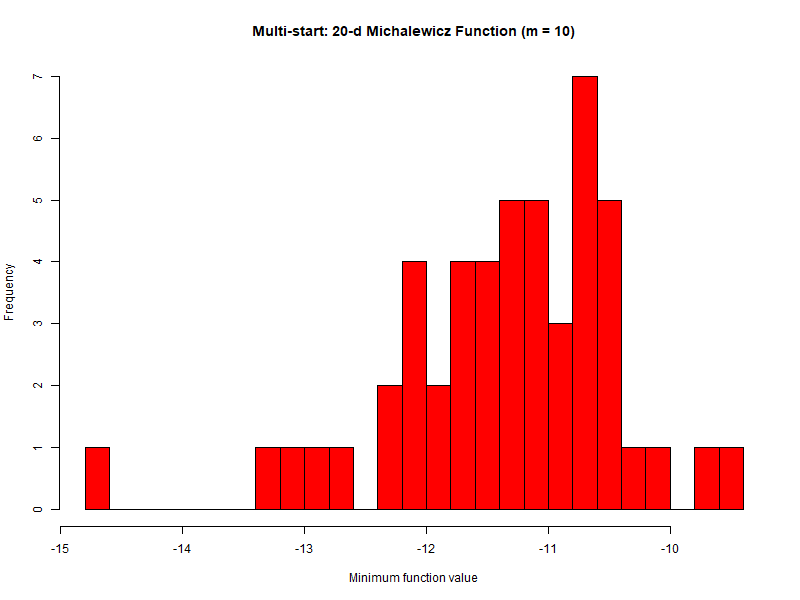 Multi-start: 20-d Michalewicz Function (m = 10)
7
6
5
4
3
2
1
0
Frequency
-15 -14 -13 -12 -11 -10
Minimum function value